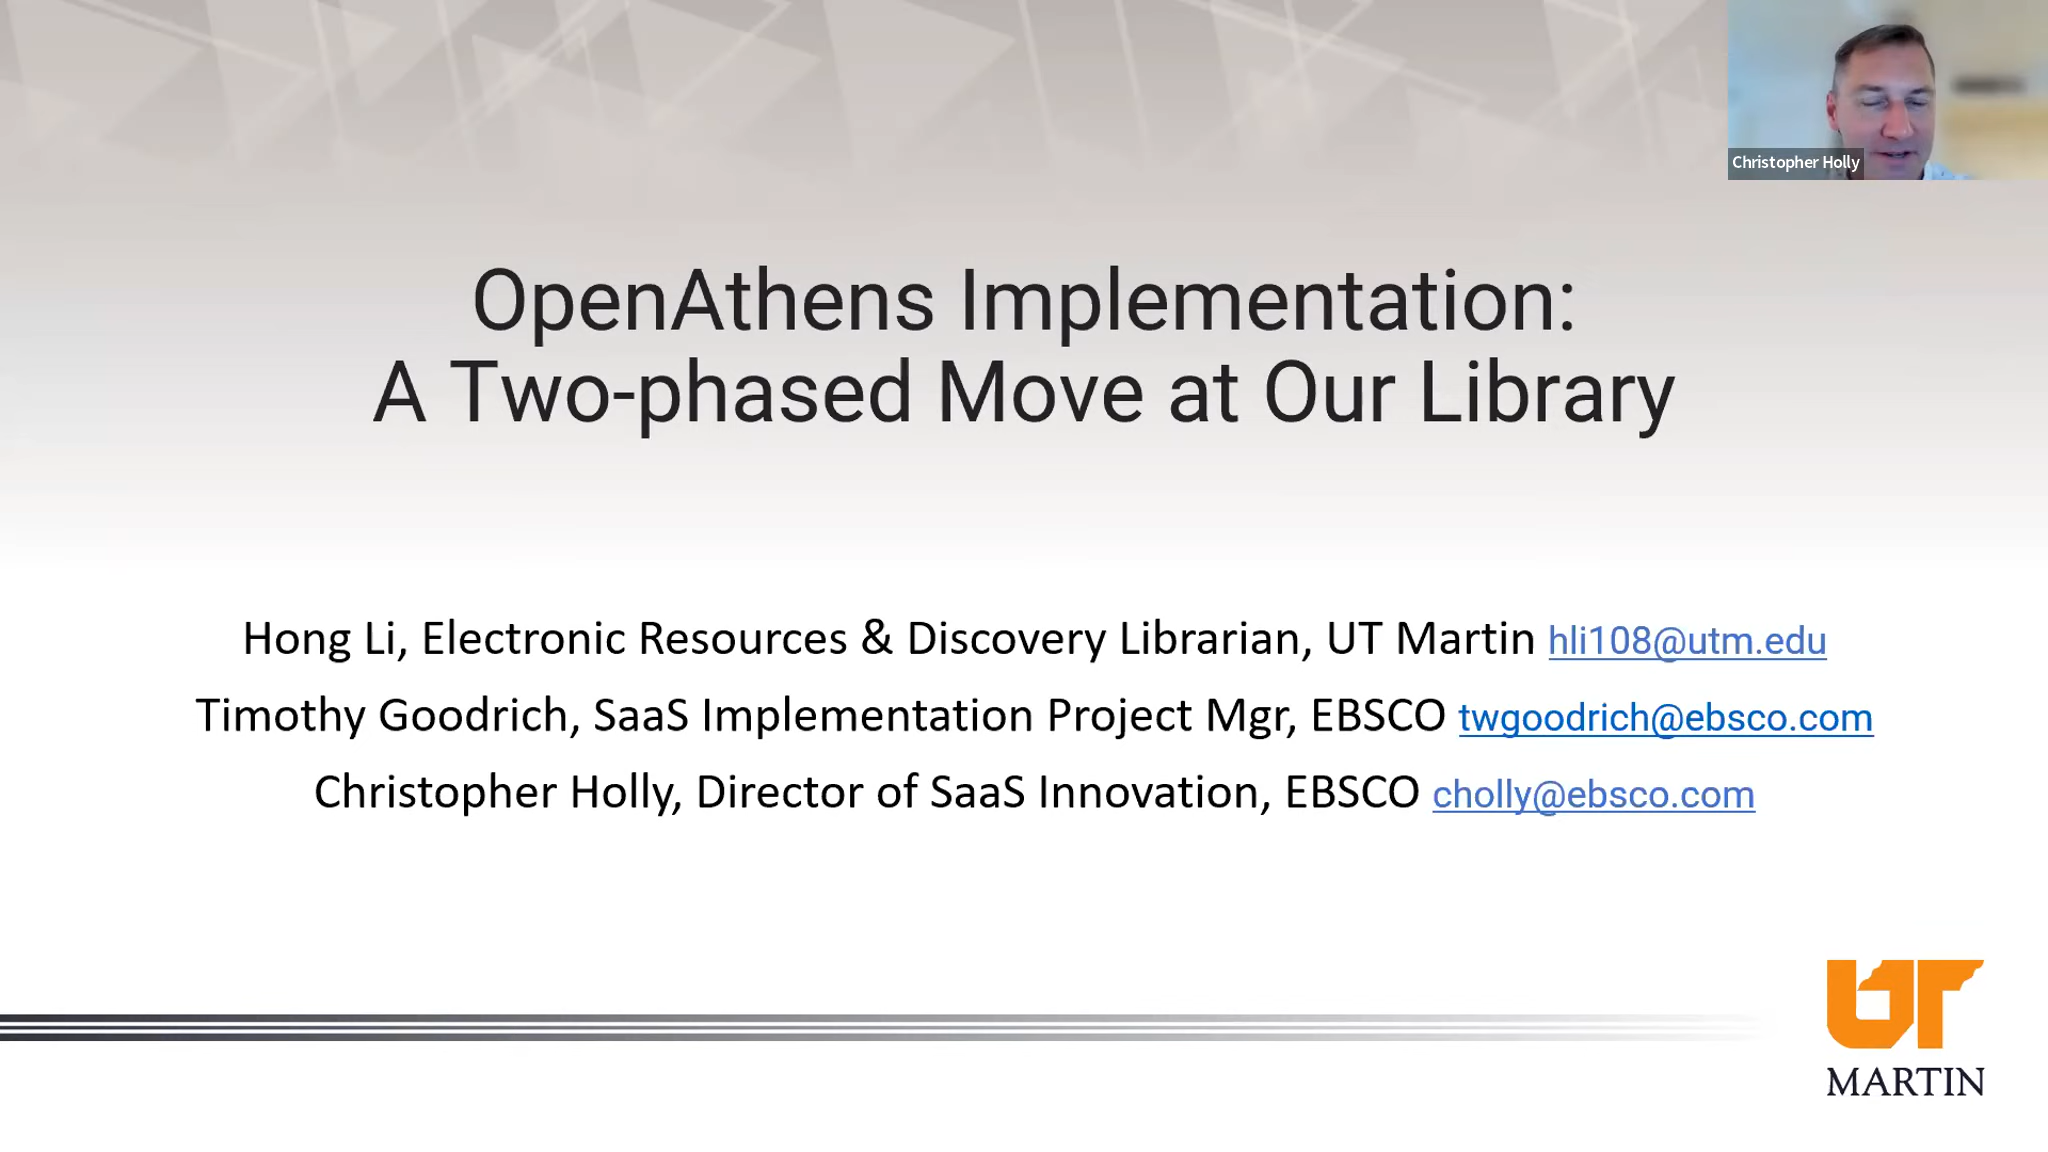 Christopher Holly
OpenAthens Implementation:
A Two-phased Move at Our Library
Hong Li, Electronic Resources & Discovery Librarian, UT Martin hli108@utm.edu
Timothy Goodrich, SaaS Implementation Project Mgr, EBSCO twgoodrich@ebsco.com
Christopher Holly, Director of SaaS Innovation, EBSCO cholly@ebsco.com
UT
MARTIN